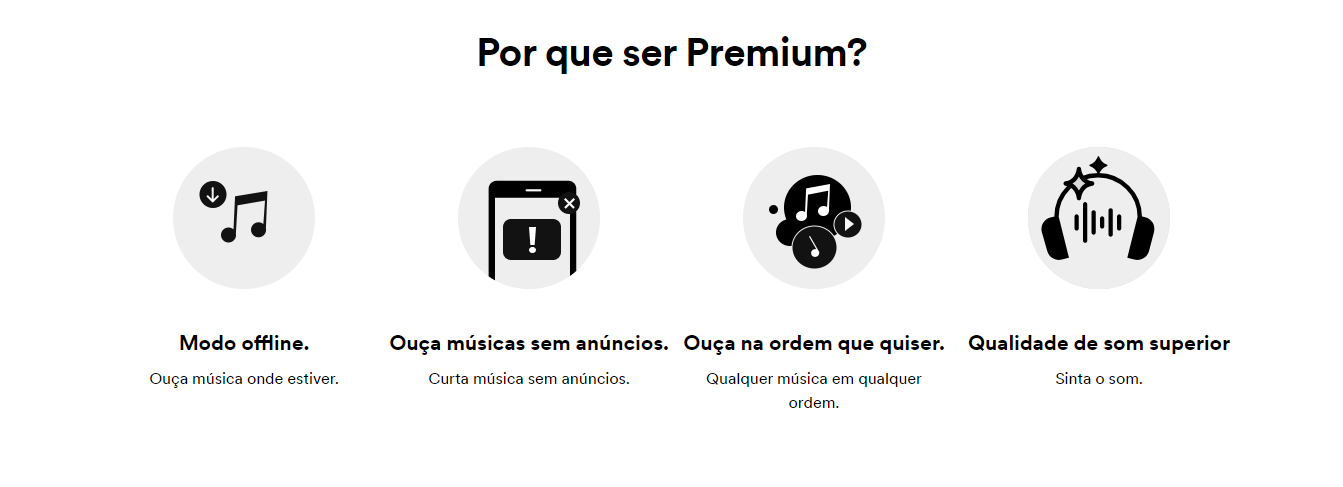 Por que ser Premium?
Modo offline.
Ouça música onde estiver.
Ouça músicas sem anúncios.
Curta música sem anúncios.
Ouça na ordem que quiser.
Qualquer música em qualquer
ordem.
Qualidade de som superior
Sinta o som.